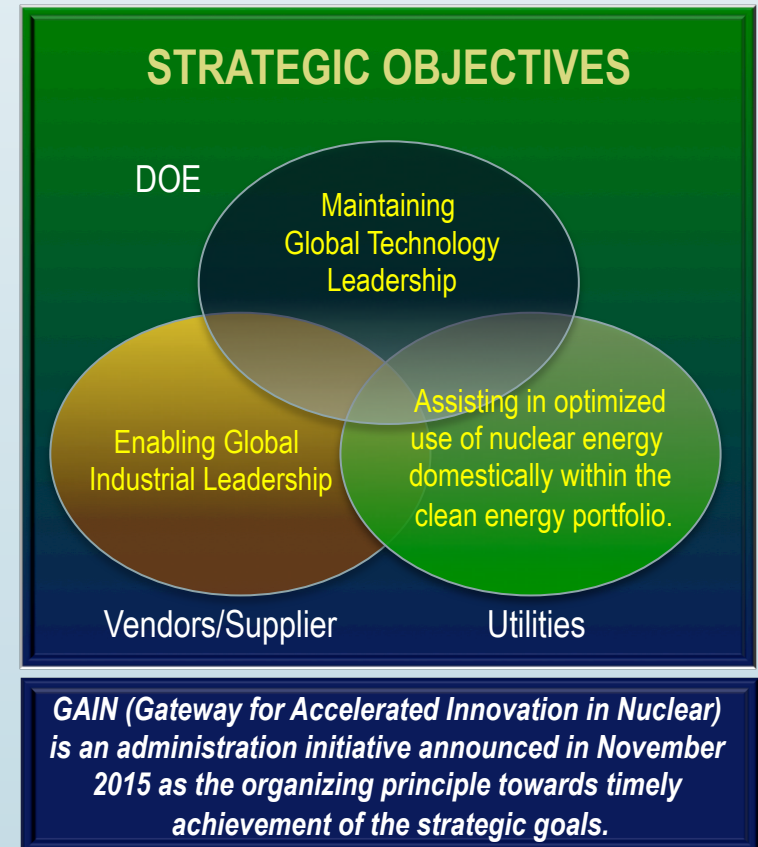 STRATEGIC OBJECTIVES
DOE
Maintaining
Global Technology
Leadership
Enabling Global
Industrial Leadership
Assisting in optimized
use of nuclear energy
domestically within the
clean energy portfolio.
Vendors/Supplier
Utilities
GAIN (Gateway for Accelerated Innovation in Nuclear)
is an administration initiative announced in November
2015 as the organizing principle towards timely
achievement of the strategic goals.